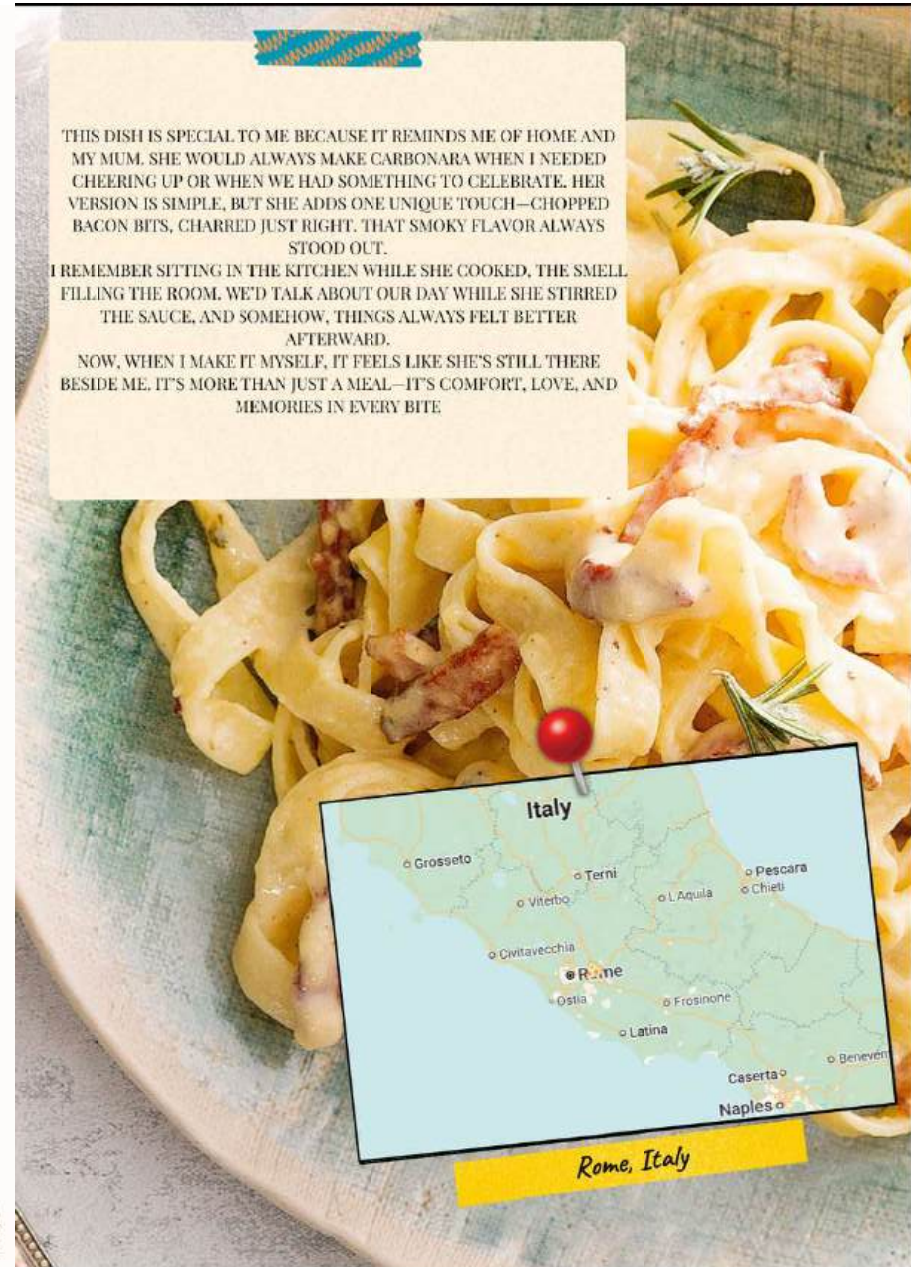 THIS DISH IS SPECIAL TO ME BECAUSE IT REMINDS ME OF HOME AND
MY MUM. SHE WOULD ALWAYS MAKE CARBONARA WHEN I NEEDED
CHEERING UP OR WHEN WE HAD SOMETHING TO CELEBRATE. HER
VERSION IS SIMPLE, BUT SHE ADDS ONE UNIQUE TOUCH—CHOPPED
BACON BITS, CHARRED JUST RIGHT. THAT SMOKY FLAVOR ALWAYS
STOOD OUT.
I REMEMBER SITTING IN THE KITCHEN WHILE SHE COOKED, THE SMELL
FILLING THE ROOM. WE'D TALK ABOUT OUR DAY WHILE SHE STIRRED
THE SAUCE, AND SOMEHOW, THINGS ALWAYS FELT BETTER
AFTERWARD.
NOW, WHEN I MAKE IT MYSELF, IT FEELS LIKE SHE'S STILL THERE
BESIDE ME. IT'S MORE THAN JUST A MEAL—IT'S COMFORT, LOVE, AND
MEMORIES IN EVERY BITE
Italy
Grosseto
Terni
Pescara
Viterbo
L'Aquila
Chieti
Civitavecchia
Rome
Ostia
Frosinone
Latina
Beneven
Caserta
Naples
Rome, Italy